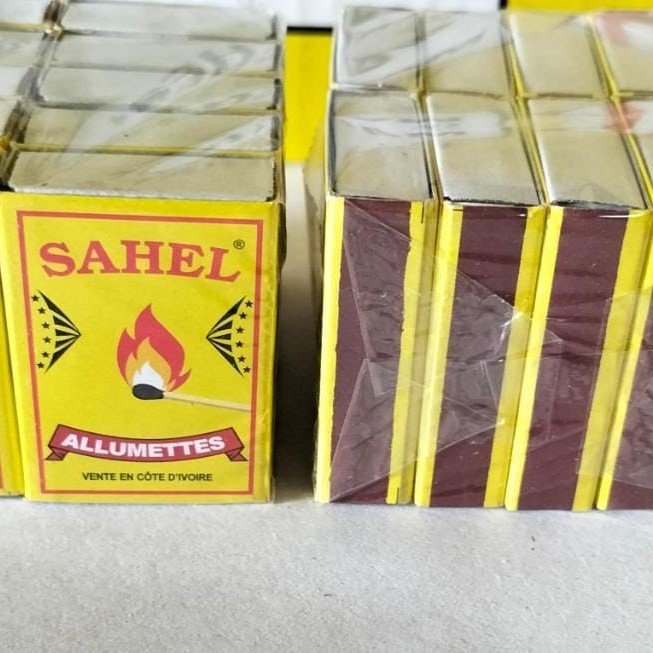 SAHEL®
ALLUMETTES
VENTE EN CÔTE D'IVOIRE